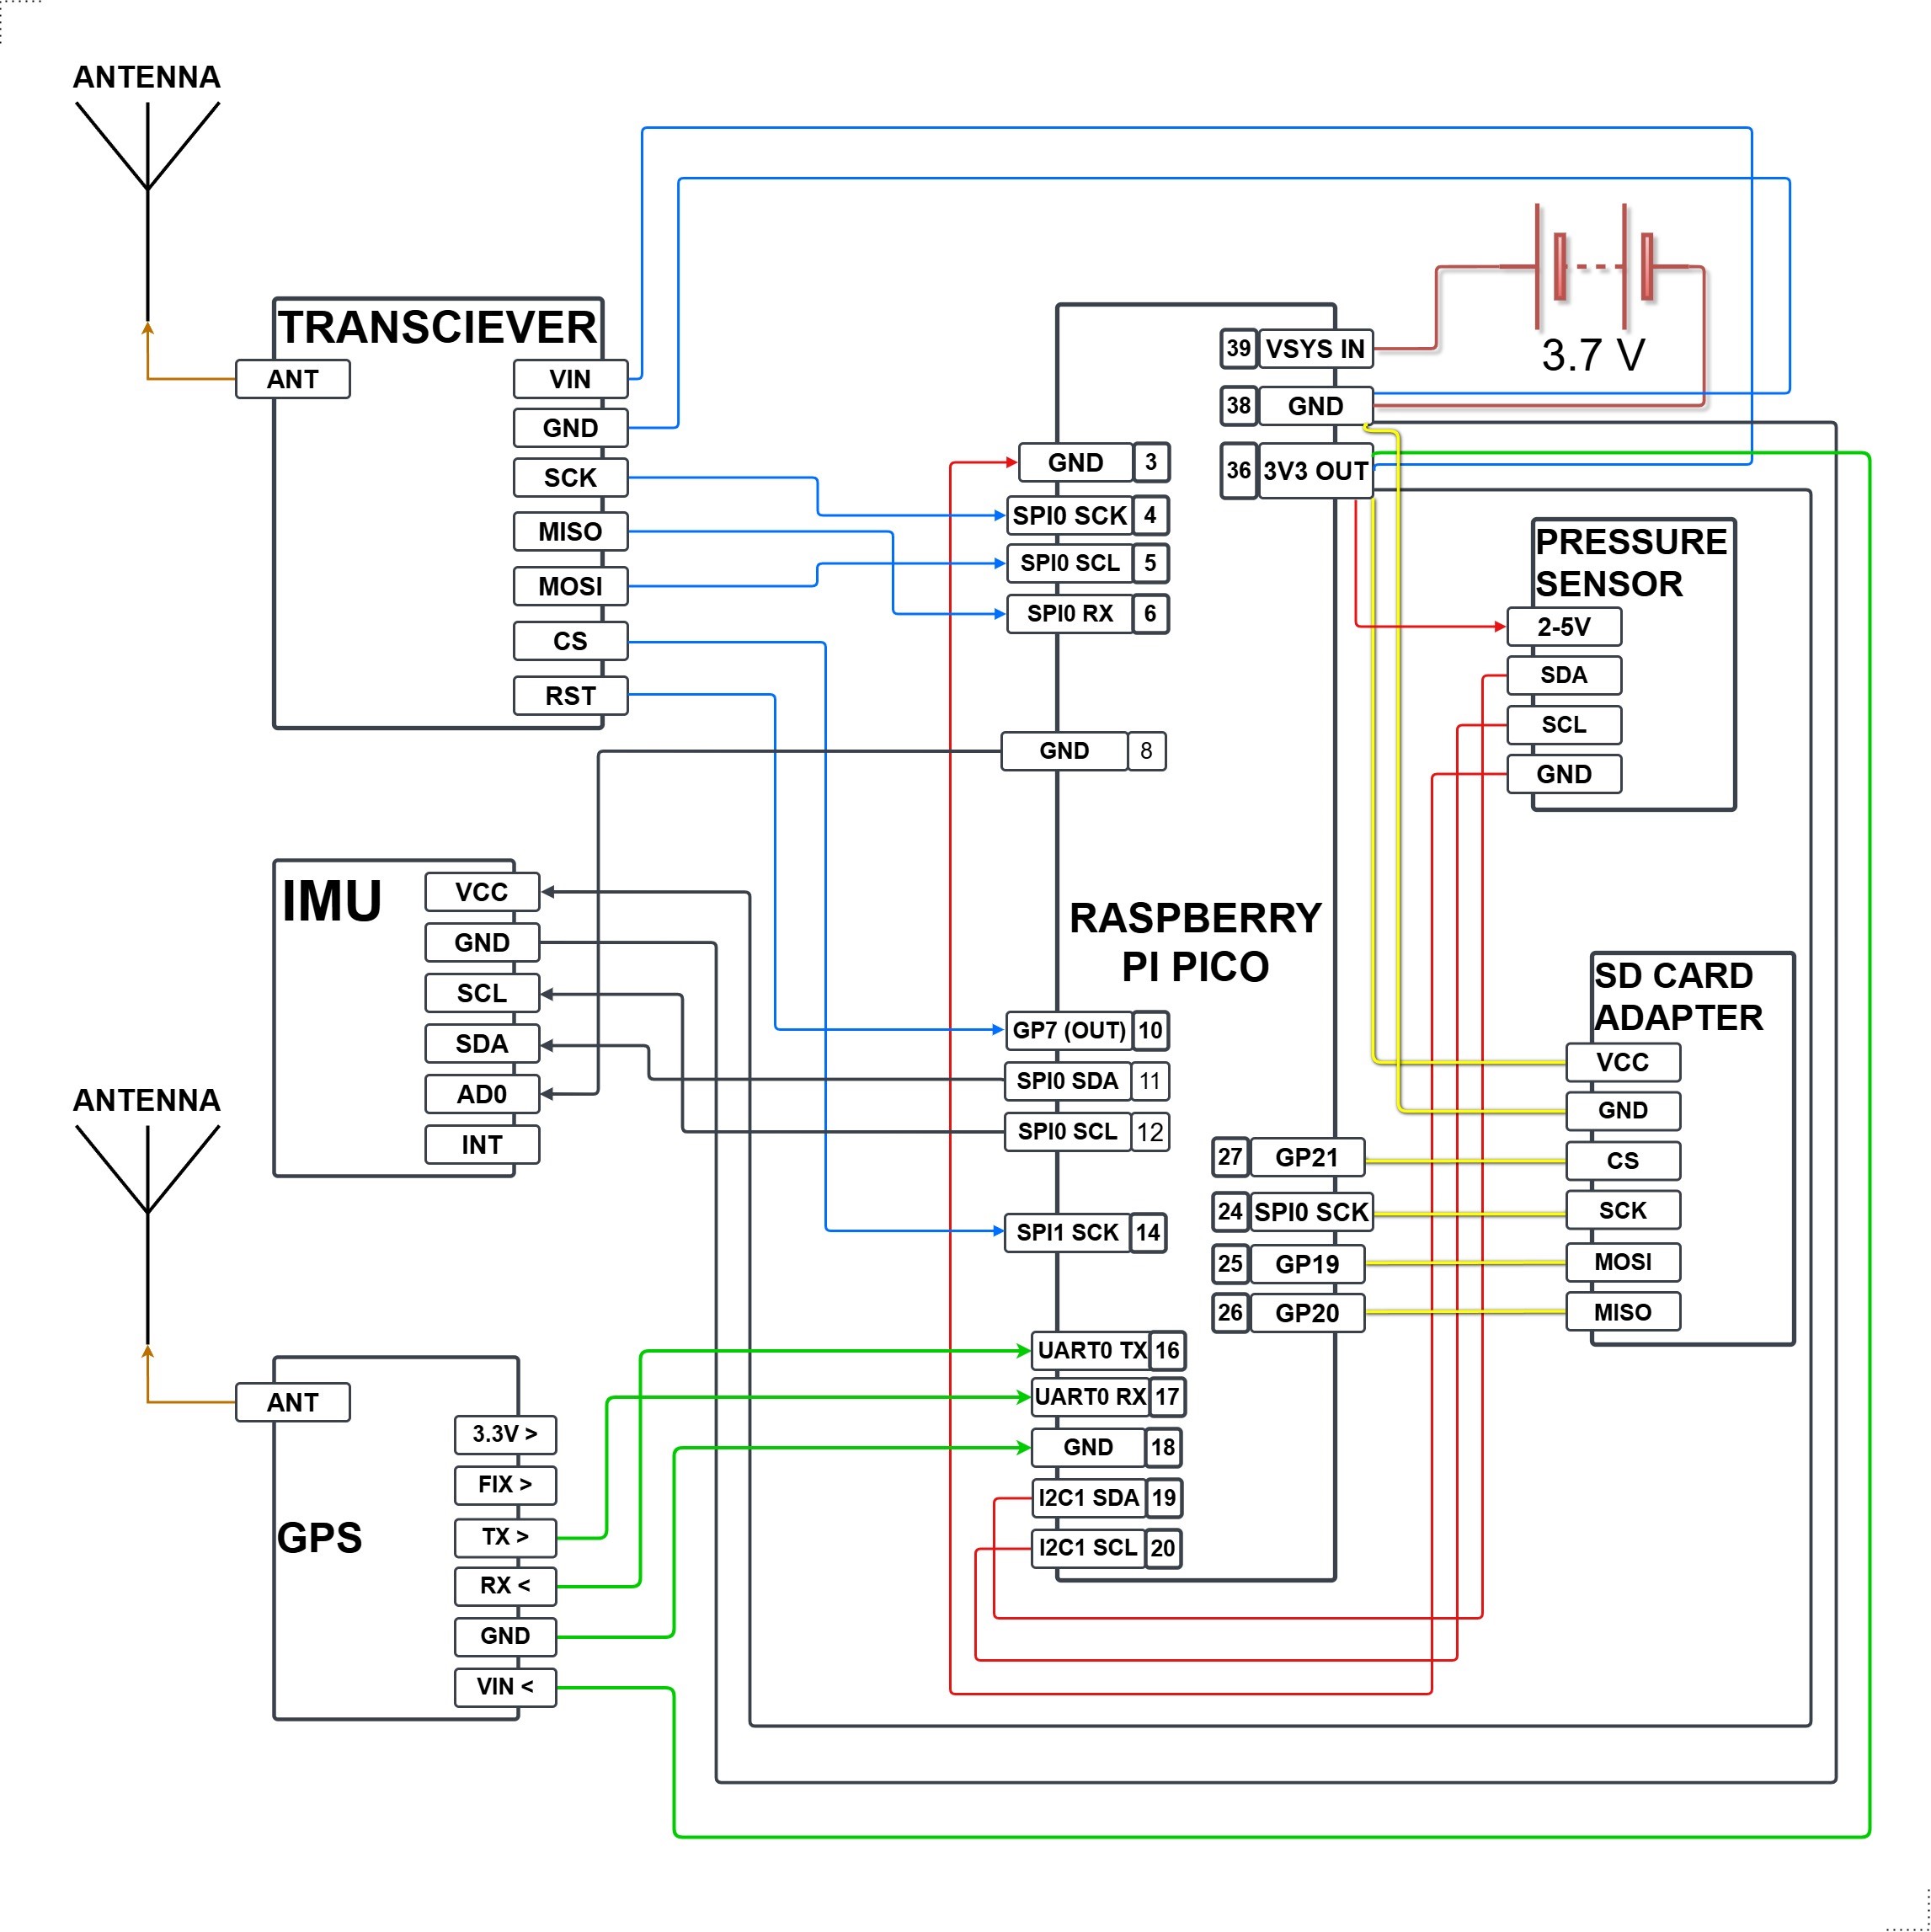 ANTENNA
TRANSCIEVER
ANT
VIN
GND
SCK
MISO
MOSI
CS
RST
3.7 V
39 VSYS IN
38 GND
36 3V3 OUT
GND 3
SPI0 SCK 4
SPI0 SCL 5
SPI0 RX 6
GND 8
RASPBERRY
PI PICO
GP7 (OUT) 10
SPI0 SDA 11
SPI0 SCL 12
SPI1 SCK 14
UART0 TX 16
UART0 RX 17
GND 18
I2C1 SDA 19
I2C1 SCL 20
27 GP21
24 SPI0 SCK
25 GP19
26 GP20
PRESSURE
SENSOR
2-5V
SDA
SCL
GND
SD CARD
ADAPTER
VCC
GND
CS
SCK
MOSI
MISO
IMU
VCC
GND
SCL
SDA
AD0
INT
ANTENNA
ANT
GPS
3.3V >
FIX >
TX >
RX <
GND
VIN <